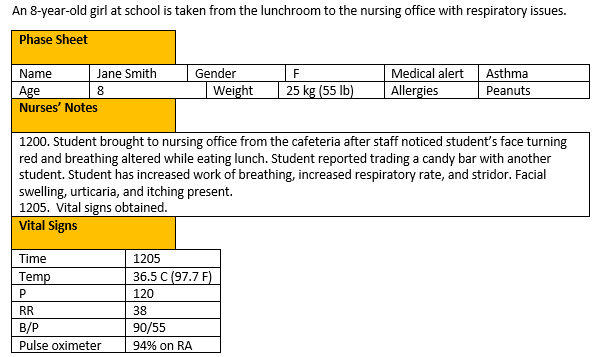 An 8-year-old girl at school is taken from the lunchroom to the nursing office with respiratory issues.
Phase Sheet
Name Jane Smith Gender F Medical alert Asthma
Age 8 Weight 25 kg (55 lb) Allergies Peanuts
Nurses' Notes
1200. Student brought to nursing office from the cafeteria after staff noticed student's face turning
red and breathing altered while eating lunch. Student reported trading a candy bar with another
student. Student has increased work of breathing, increased respiratory rate, and stridor. Facial
swelling, urticaria, and itching present.
1205. Vital signs obtained.
Vital Signs
Time 1205
Temp 36.5 C (97.7 F)
P 120
RR 38
B/P 90/55
Pulse oximeter 94% on RA